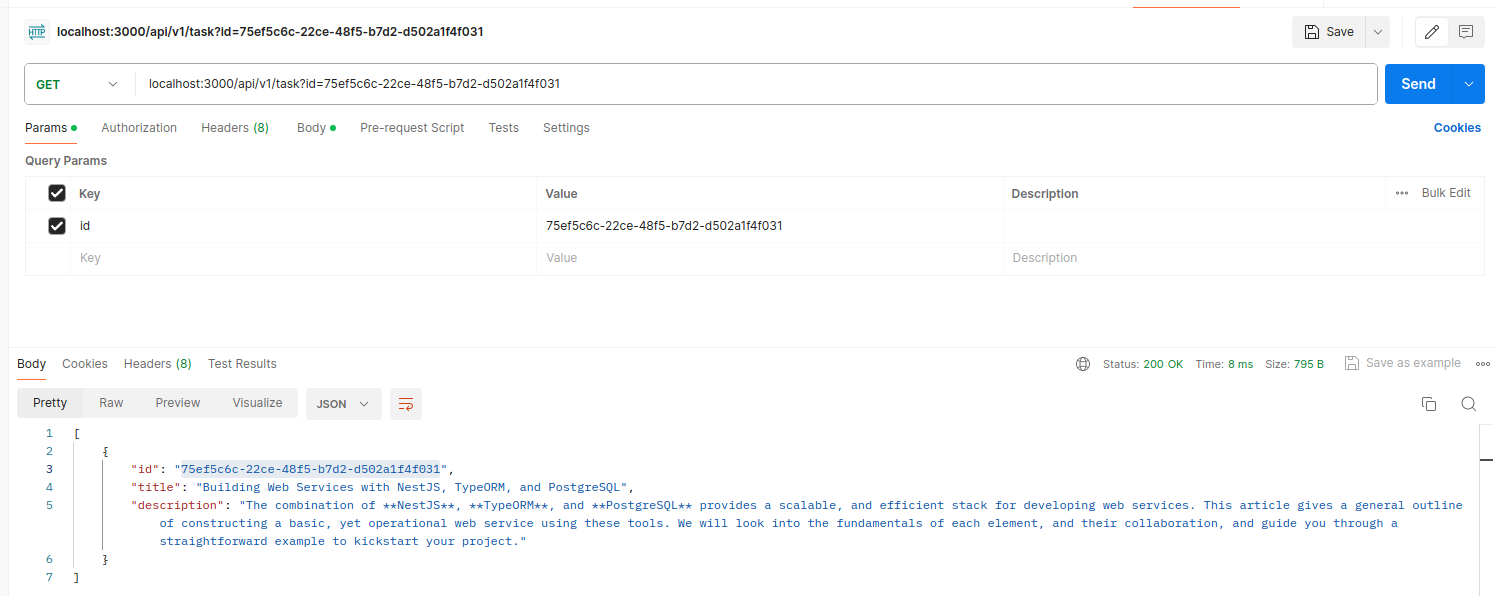 HTTP localhost:3000/api/v1/task?id=75ef5c6c-22ce-48f5-b7d2-d502a1f4f031 Save
GET localhost:3000/api/v1/task?id=75ef5c6c-22ce-48f5-b7d2-d502a1f4f031 Send
Params Authorization Headers (8) Body Pre-request Script Tests Settings Cookies
Query Params
Key Value Description Bulk Edit
id 75ef5c6c-22ce-48f5-b7d2-d502a1f4f031
Key Value Description
Body Cookies Headers (8) Test Results Status: 200 OK Time: 8 ms Size: 795 B Save as example
Pretty Raw Preview Visualize JSON
1 [
2 {
3 "id": "75ef5c6c-22ce-48f5-b7d2-d502a1f4f031",
4 "title": "Building Web Services with NestJS, TypeORM, and PostgreSQL",
5 "description": "The combination of **NestJS**, **TypeORM**, and **PostgreSQL** provides a scalable, and efficient stack for developing web services. This article gives a general outline
of constructing a basic, yet operational web service using these tools. We will look into the fundamentals of each element, and their collaboration, and guide you through a
straightforward example to kickstart your project."
6 }
7 ]